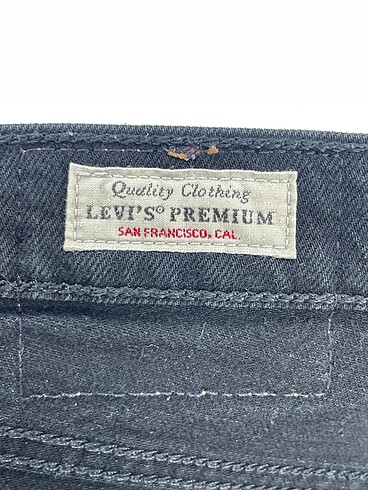 Quality Clothing
LEVI'S® PREMIUM
SAN FRANCISCO, CAL.